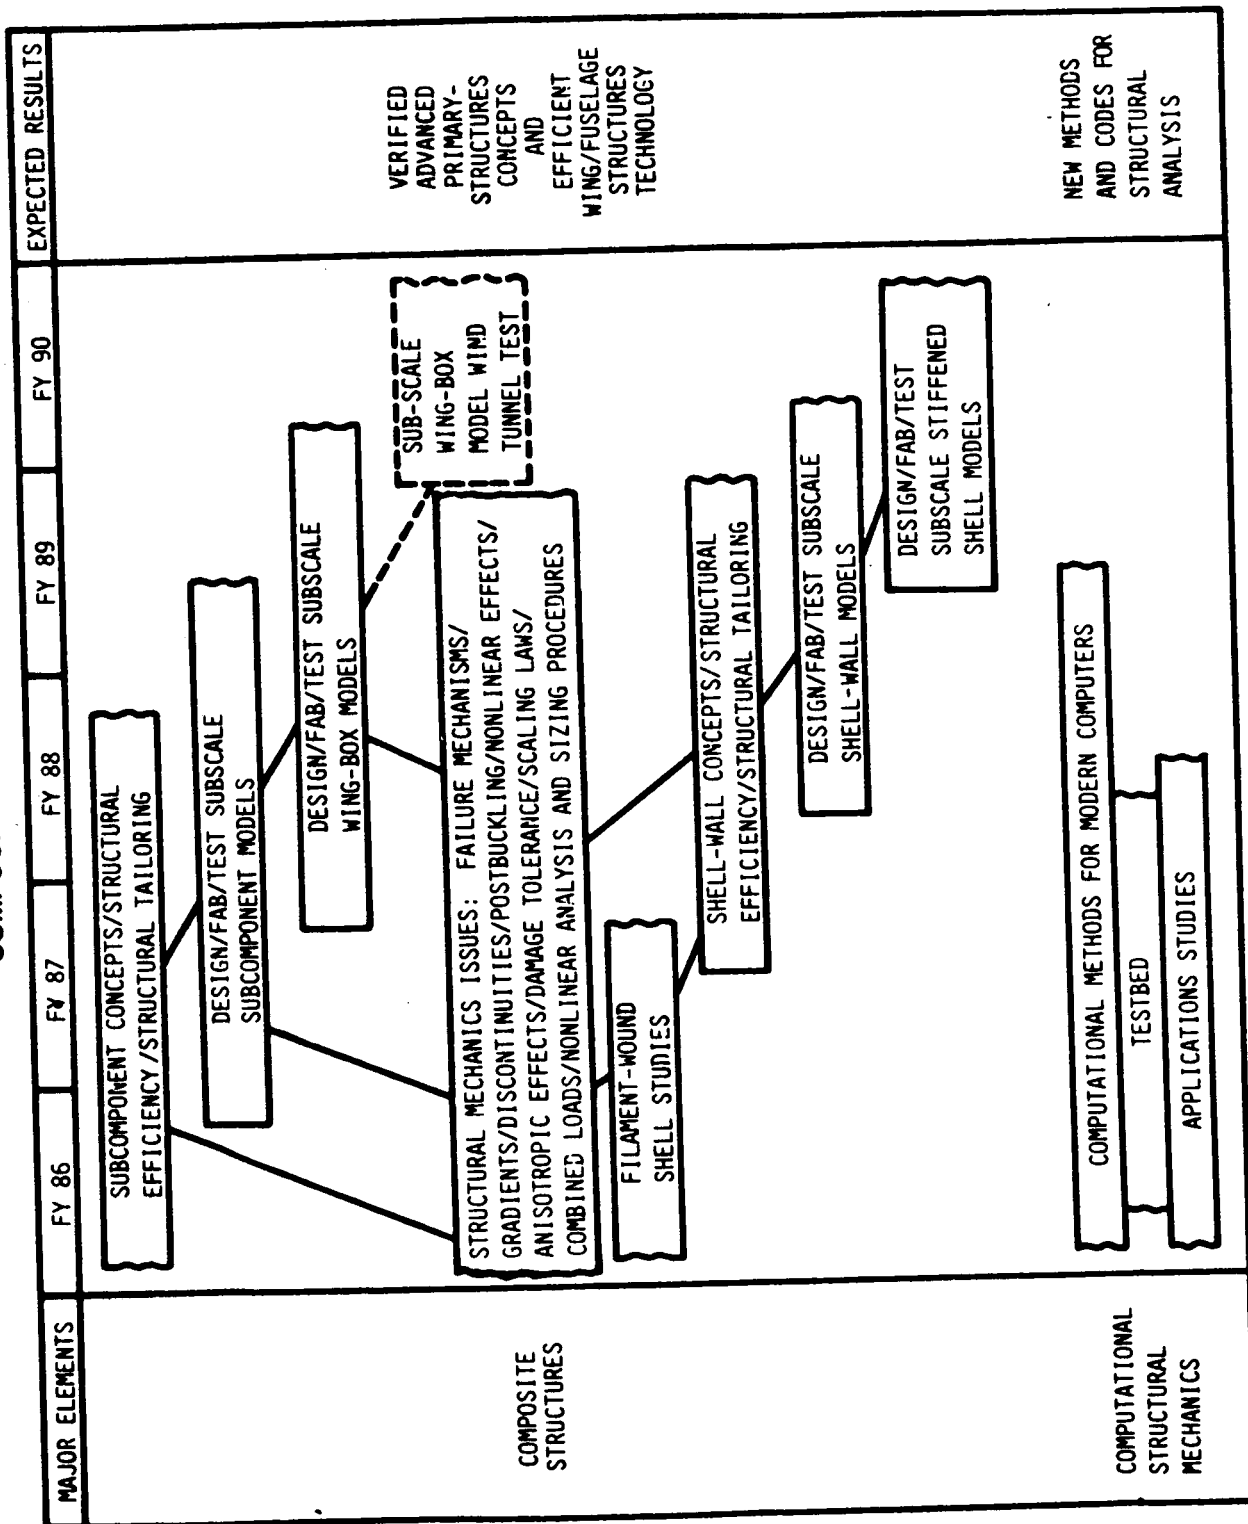 MAJOR ELEMENTS
FY 86
FY 87
FY 88
FY 89
FY 90
EXPECTED RESULTS
COMPOSITE
STRUCTURES
SUBCOMPONENT CONCEPTS/STRUCTURAL
EFFICIENCY/STRUCTURAL TAILORING
DESIGN/FAB/TEST SUBSCALE
SUBCOMPONENT MODELS
DESIGN/FAB/TEST SUBSCALE
WING-BOX MODELS
SUB-SCALE
WING-BOX
MODEL WIND
TUNNEL TEST
STRUCTURAL MECHANICS ISSUES: FAILURE MECHANISMS/
GRADIENTS/DISCONTINUITIES/POSTBUCKLING/NONLINEAR EFFECTS/
ANISOTROPIC EFFECTS/DAMAGE TOLERANCE/SCALING LAWS/
COMBINED LOADS/NONLINEAR ANALYSIS AND SIZING PROCEDURES
FILAMENT-WOUND
SHELL STUDIES
SHELL-WALL CONCEPTS/STRUCTURAL
EFFICIENCY/STRUCTURAL TAILORING
DESIGN/FAB/TEST SUBSCALE
SHELL-WALL MODELS
DESIGN/FAB/TEST
SUBSCALE STIFFENED
SHELL MODELS
VERIFIED
ADVANCED
PRIMARY-
STRUCTURES
CONCEPTS
AND
EFFICIENT
WING/FUSELAGE
STRUCTURES
TECHNOLOGY
COMPUTATIONAL
STRUCTURAL
MECHANICS
COMPUTATIONAL METHODS FOR MODERN COMPUTERS
TESTBED
APPLICATIONS STUDIES
NEW METHODS
AND CODES FOR
STRUCTURAL
ANALYSIS